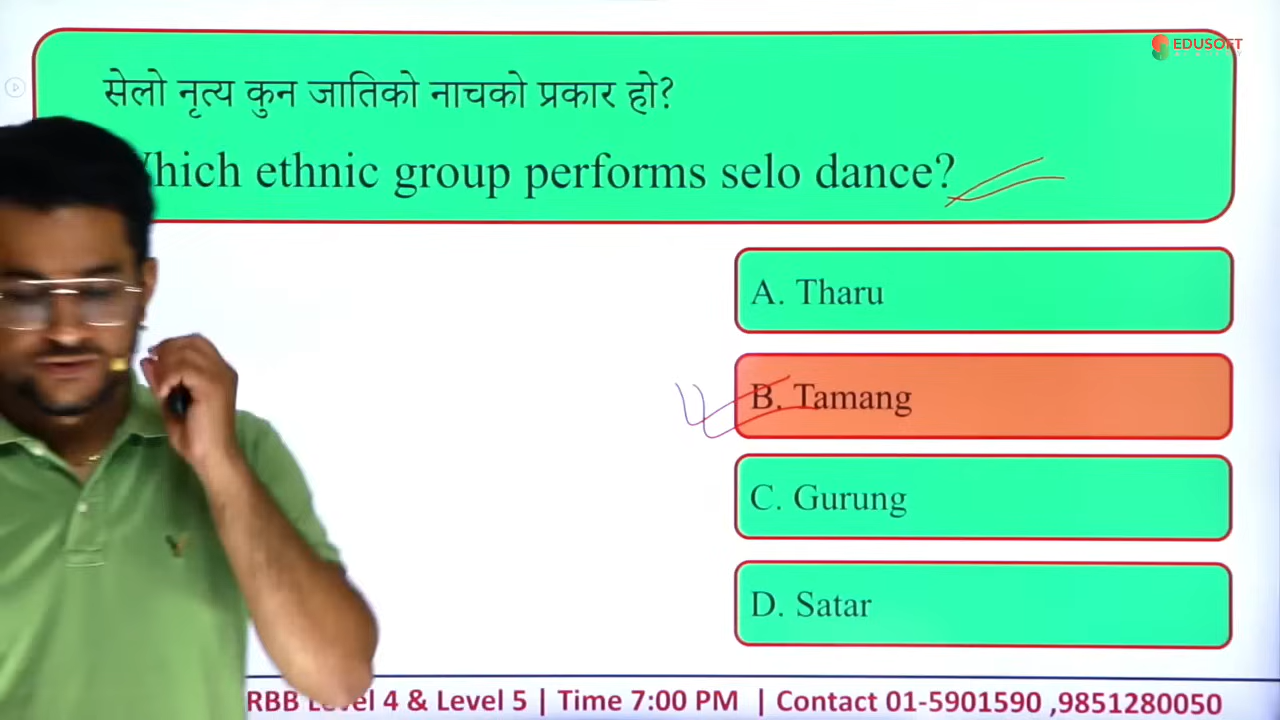 EDUSOFT
सेलो नृत्य कुन जातिको नाचको प्रकार हो?
ethnic group performs selo dance?
A. Tharu
B. Tamang
C. Gurung
D. Satar
RBB Level 4 & Level 5 | Time 7:00 PM | Contact 01-5901590 ,9851280050